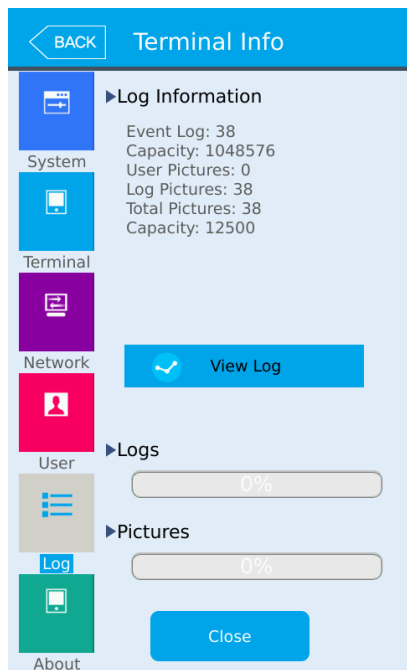 BACK
Terminal Info
System
Terminal
Network
User
Log
About
Log Information
Event Log: 38
Capacity: 1048576
User Pictures: 0
Log Pictures: 38
Total Pictures: 38
Capacity: 12500
View Log
Logs
0%
Pictures
0%
Close